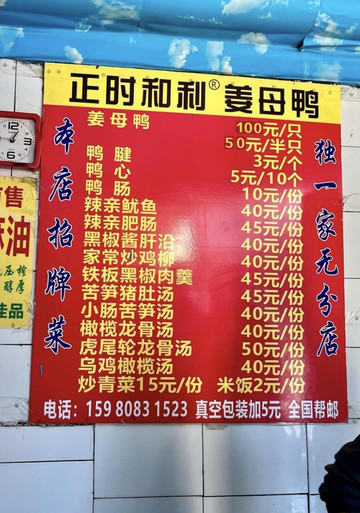 正时和利® 姜母鸭
本店招牌菜
独一家无分店
姜母鸭 100元/只
50元/半只
鸭腱 3元/个
鸭心 5元/10个
鸭肠 10元/份
辣亲鱿鱼 40元/份
辣亲肥肠 45元/份
黑椒酱肝沿 40元/份
家常炒鸡柳 40元/份
铁板黑椒肉羹 45元/份
苦笋猪肚汤 45元/份
小肠苦笋汤 40元/份
橄榄龙骨汤 40元/份
虎尾轮龙骨汤 50元/份
乌鸡橄榄汤 40元/份
炒青菜15元/份 米饭2元/份
电话：159 8083 1523 真空包装加5元 全国帮邮
售
油
压榨
醇厚
佳品